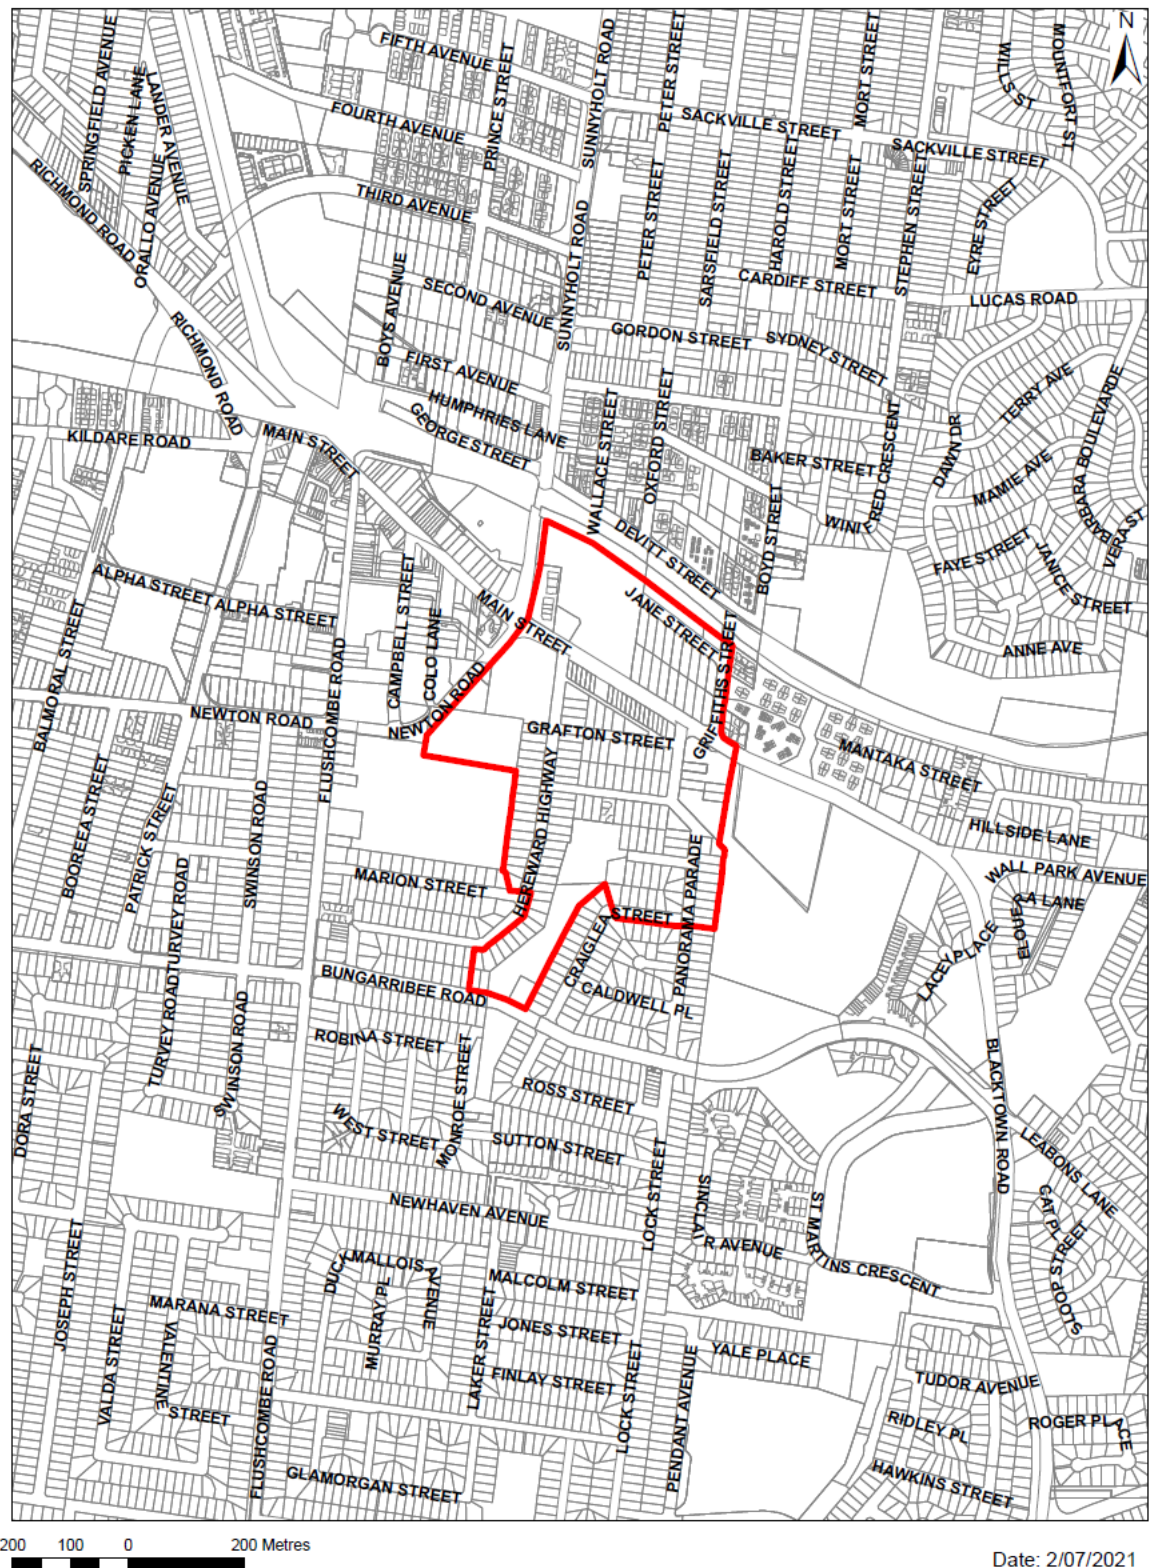 N
FIFTH AVENUE
FOURTH AVENUE
PRINCE STREET
SUNNYHOLT ROAD
PETER STREET
MORT STREET
WILLS ST
MOUNTFORT ST
SPRINGFIELD AVENUE
PICKEN LANE
LANDER AVENUE
ORALLO AVENUE
RICHMOND ROAD
SACKVILLE STREET
SACKVILLE STREET
THIRD AVENUE
PETER STREET
SARSFIELD STREET
HAROLD STREET
MORT STREET
STEPHEN STREET
EYRE STREET
CARDIFF STREET
LUCAS ROAD
BOYS AVENUE
SECOND AVENUE
SUNNYHOLT ROAD
GORDON STREET
SYDNEY STREET
RICHMOND ROAD
FIRST AVENUE
HUMPHRIES LANE
GEORGE STREET
TERRY AVE
BARBARA BOULEVARDE
KILDARE ROAD
MAIN STREET
WALLACE STREET
OXFORD STREET
BAKER STREET
WINIFRED CRESCENT
DAWN DR
MAMIE AVE
BOYD STREET
VERA ST
DEVITT STREET
FAYE STREET
JANICE STREET
ANNE AVE
ALPHA STREET
ALPHA STREET
CAMPBELL STREET
COLO LANE
MAIN STREET
JANE STREET
GRIFFITHS STREET
BALMORAL STREET
NEWTON ROAD
FLUSHCOMBE ROAD
NEWTON ROAD
GRAFTON STREET
MANTAKA STREET
HILLSIDE LANE
BOOREEA STREET
PATRICK STREET
SWINSON ROAD
HEREWARD HIGHWAY
PANORAMA PARADE
WALL PARK AVENUE
MARION STREET
TURVEY ROAD
TURVEY ROAD
CRAIGLEA STREET
LACEY PLACE
BUNGARRIBEE ROAD
CALDWELL PL
ROBINA STREET
SWINSON ROAD
MONROE STREET
ROSS STREET
BLACKTOWN ROAD
DORA STREET
WEST STREET
SUTTON STREET
LEABONS LANE
NEWHAVEN AVENUE
LOCK STREET
SINCLAIR AVENUE
ST MARTINS CRESCENT
CAT PL
SLOOP STREET
JOSEPH STREET
DUCK
MALLOIS AVENUE
MURRAY PL
MALCOLM STREET
MARANA STREET
JONES STREET
YALE PLACE
VALDA STREET
VALENTINE STREET
FLUSHCOMBE ROAD
LAKER STREET
FINLAY STREET
LOCK STREET
PENDANT AVENUE
TUDOR AVENUE
RIDLEY PL
ROGER PLACE
GLAMORGAN STREET
HAWKINS STREET
200 100 0 200 Metres
Date: 2/07/2021